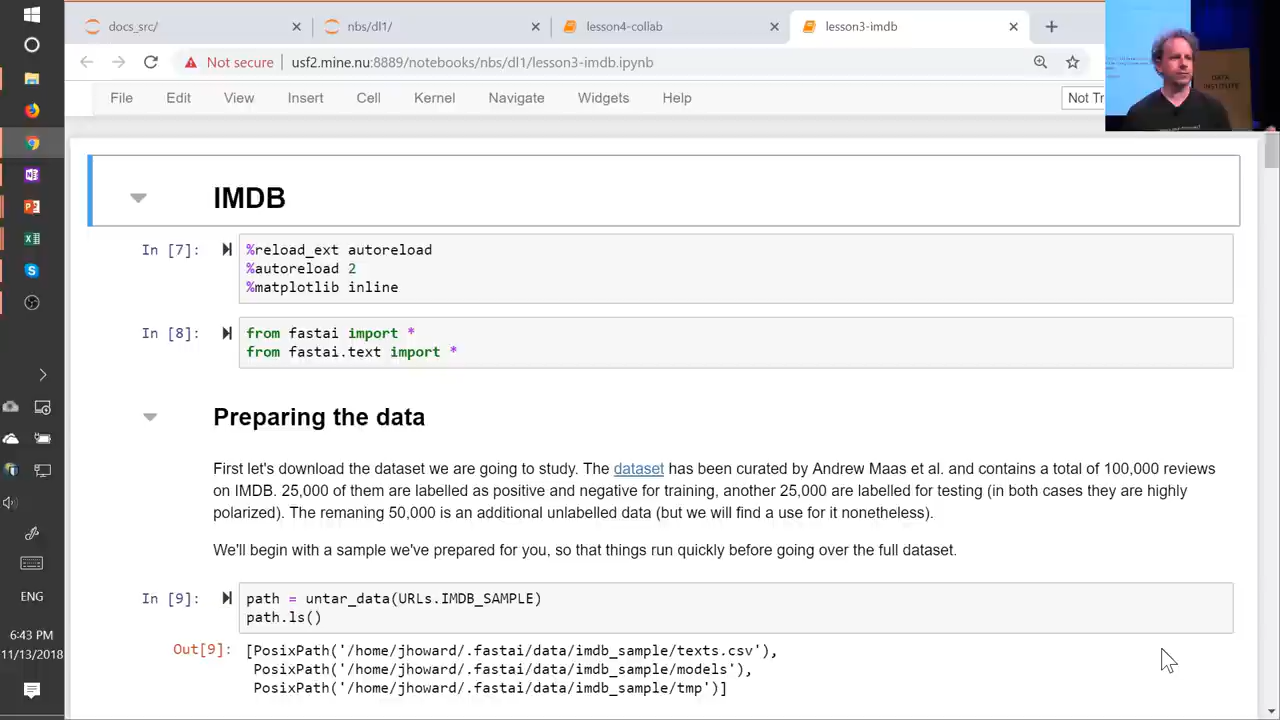 docs_src/
nbs/dl1/
lesson4-collab
lesson3-imdb
Not secure
usf2.mine.nu:8889/notebooks/nbs/dl1/lesson3-imdb.ipynb
File Edit View Insert Cell Kernel Navigate Widgets Help
Not Tr
DATA
INSTITUTE
IMDB
In [7]:
%reload_ext autoreload
%autoreload 2
%matplotlib inline
In [8]:
from fastai import *
from fastai.text import *
Preparing the data
First let's download the dataset we are going to study. The dataset has been curated by Andrew Maas et al. and contains a total of 100,000 reviews
on IMDB. 25,000 of them are labelled as positive and negative for training, another 25,000 are labelled for testing (in both cases they are highly
polarized). The remaning 50,000 is an additional unlabelled data (but we will find a use for it nonetheless).
We'll begin with a sample we've prepared for you, so that things run quickly before going over the full dataset.
In [9]:
path = untar_data(URLs.IMDB_SAMPLE)
path.ls()
Out[9]:
[PosixPath('/home/jhoward/.fastai/data/imdb_sample/texts.csv'),
PosixPath('/home/jhoward/.fastai/data/imdb_sample/models'),
PosixPath('/home/jhoward/.fastai/data/imdb_sample/tmp')]
ENG
6:43 PM
11/13/2018